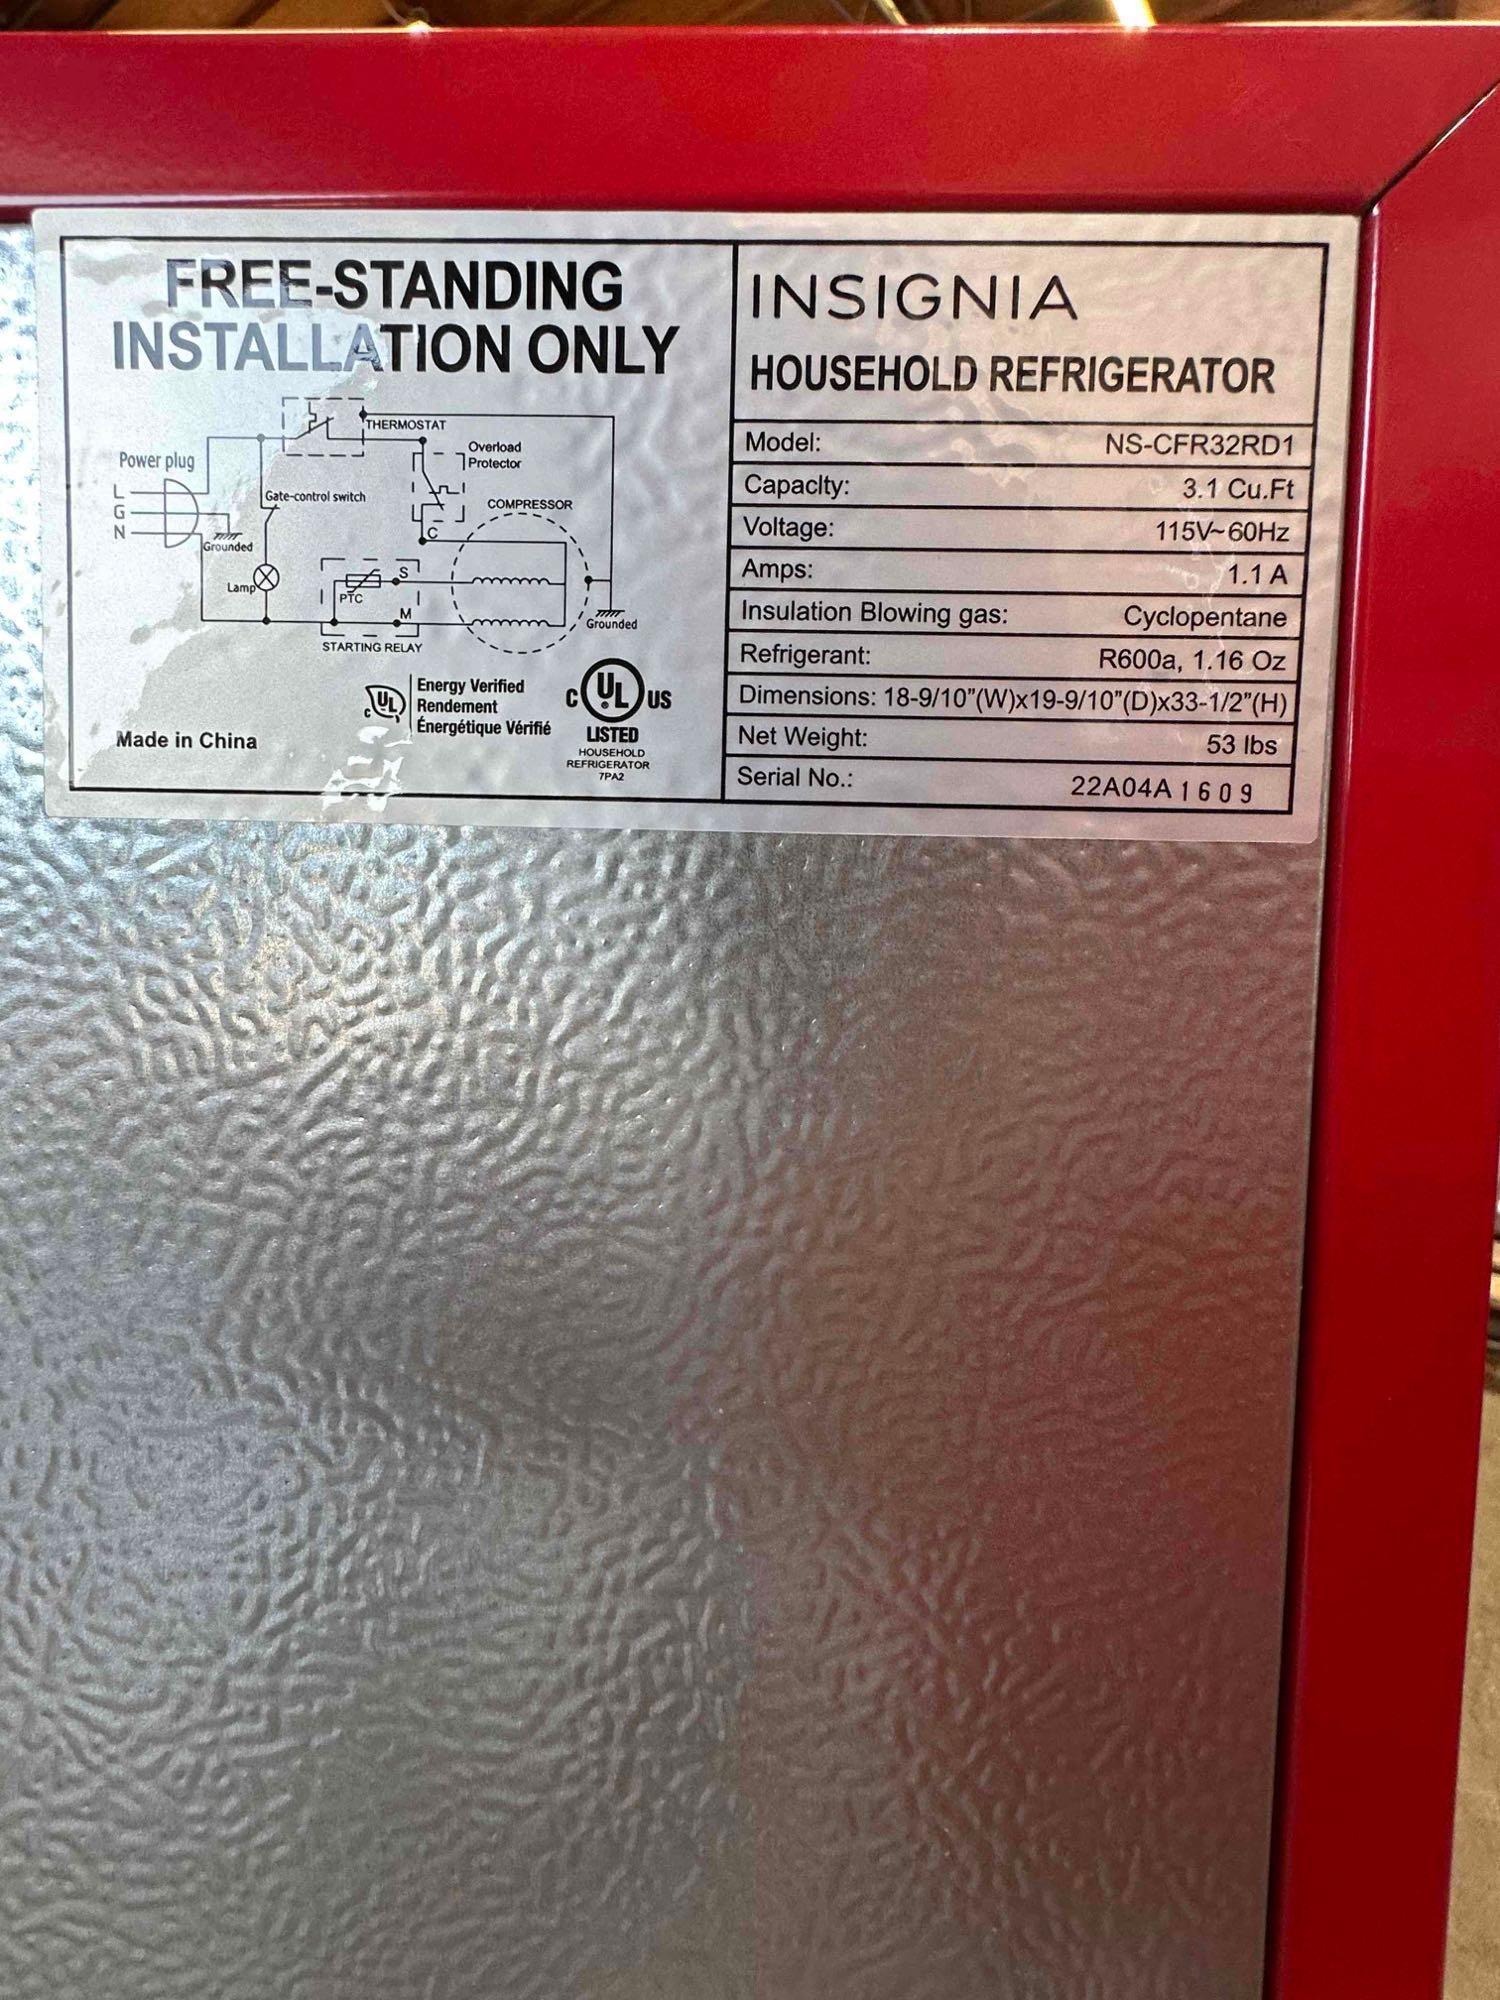 FREE-STANDING
INSTALLATION ONLY
THERMOSTAT
Overload
Protector
Power plug
L
G
N
Gate-control switch
COMPRESSOR
C
Grounded
Lamp
PTC
S
M
Grounded
STARTING RELAY
c UL
Energy Verified
Rendement
Énergétique Vérifié
C UL US
LISTED
HOUSEHOLD
REFRIGERATOR
7PA2
Made in China
INSIGNIA
HOUSEHOLD REFRIGERATOR
Model: NS-CFR32RD1
Capacity: 3.1 Cu.Ft
Voltage: 115V~60Hz
Amps: 1.1 A
Insulation Blowing gas: Cyclopentane
Refrigerant: R600a, 1.16 Oz
Dimensions: 18-9/10"(W)x19-9/10"(D)x33-1/2"(H)
Net Weight: 53 lbs
Serial No.: 22A04A1609